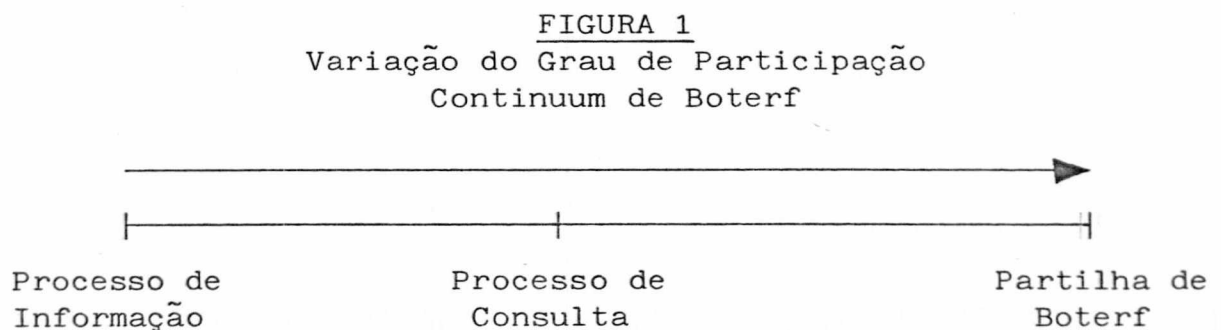 FIGURA 1
Variação do Grau de Participação
Continuum de Boterf
Processo de Processo de Partilha de
Informação Consulta Boterf